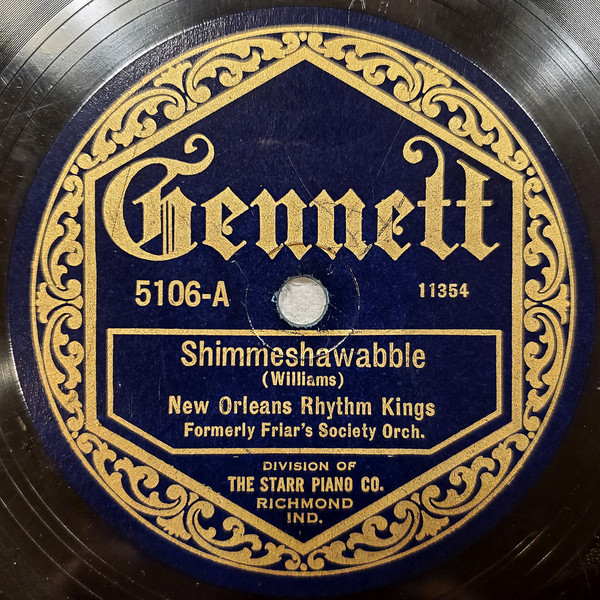 Gennett
5106-A 11354
Shimmeshawabble
(Williams)
New Orleans Rhythm Kings
Formerly Friar's Society Orch.
DIVISION OF
THE STARR PIANO CO.
RICHMOND
IND.